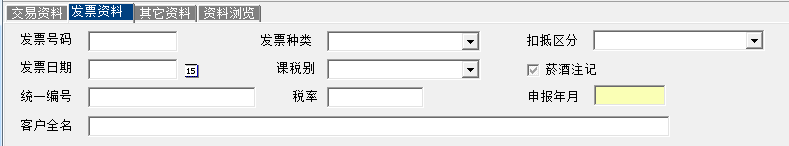 交易资料 发票资料 其它资料 资料浏览
发票号码 发票种类 扣抵区分
发票日期 15 课税别 菸酒注记
统一编号 税率 申报年月
客户全名